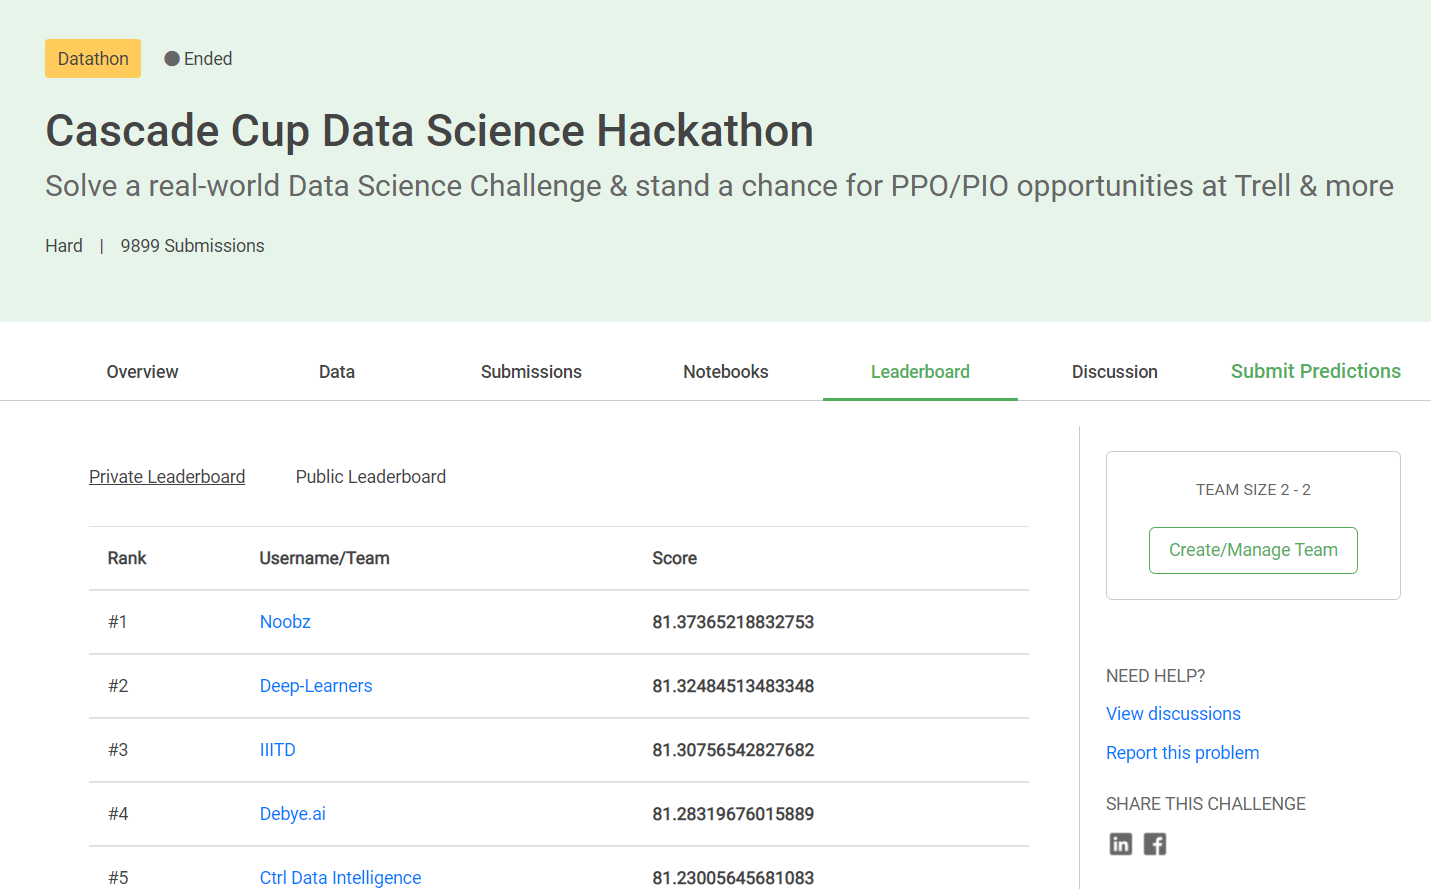 Datathon
Ended
Cascade Cup Data Science Hackathon
Solve a real-world Data Science Challenge & stand a chance for PPO/PIO opportunities at Trell & more
Hard | 9899 Submissions
Overview Data Submissions Notebooks Leaderboard Discussion Submit Predictions
Private Leaderboard Public Leaderboard
Rank Username/Team Score
#1 Noobz 81.37365218832753
#2 Deep-Learners 81.32484513483348
#3 IIITD 81.30756542827682
#4 Debye.ai 81.28319676015889
#5 Ctrl Data Intelligence 81.23005645681083
TEAM SIZE 2 - 2
Create/Manage Team
NEED HELP?
View discussions
Report this problem
SHARE THIS CHALLENGE